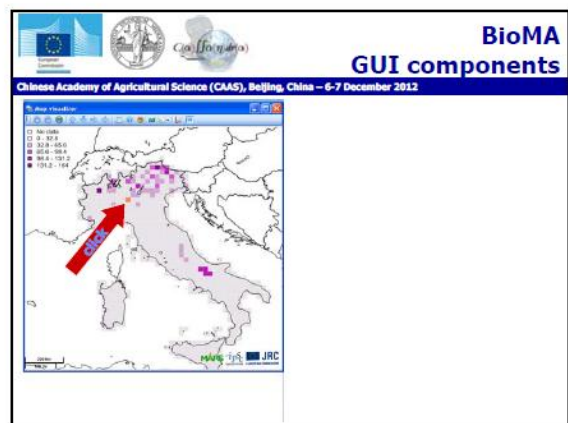 European
Commission
BioMA
GUI components
Chinese Academy of Agricultural Science (CAAS), Beijing, China – 6-7 December 2012
Map visualizer
No data
0 - 32.8
32.8 - 65.6
65.6 - 98.4
98.4 - 131.2
131.2 - 164
click
MARS
JRC